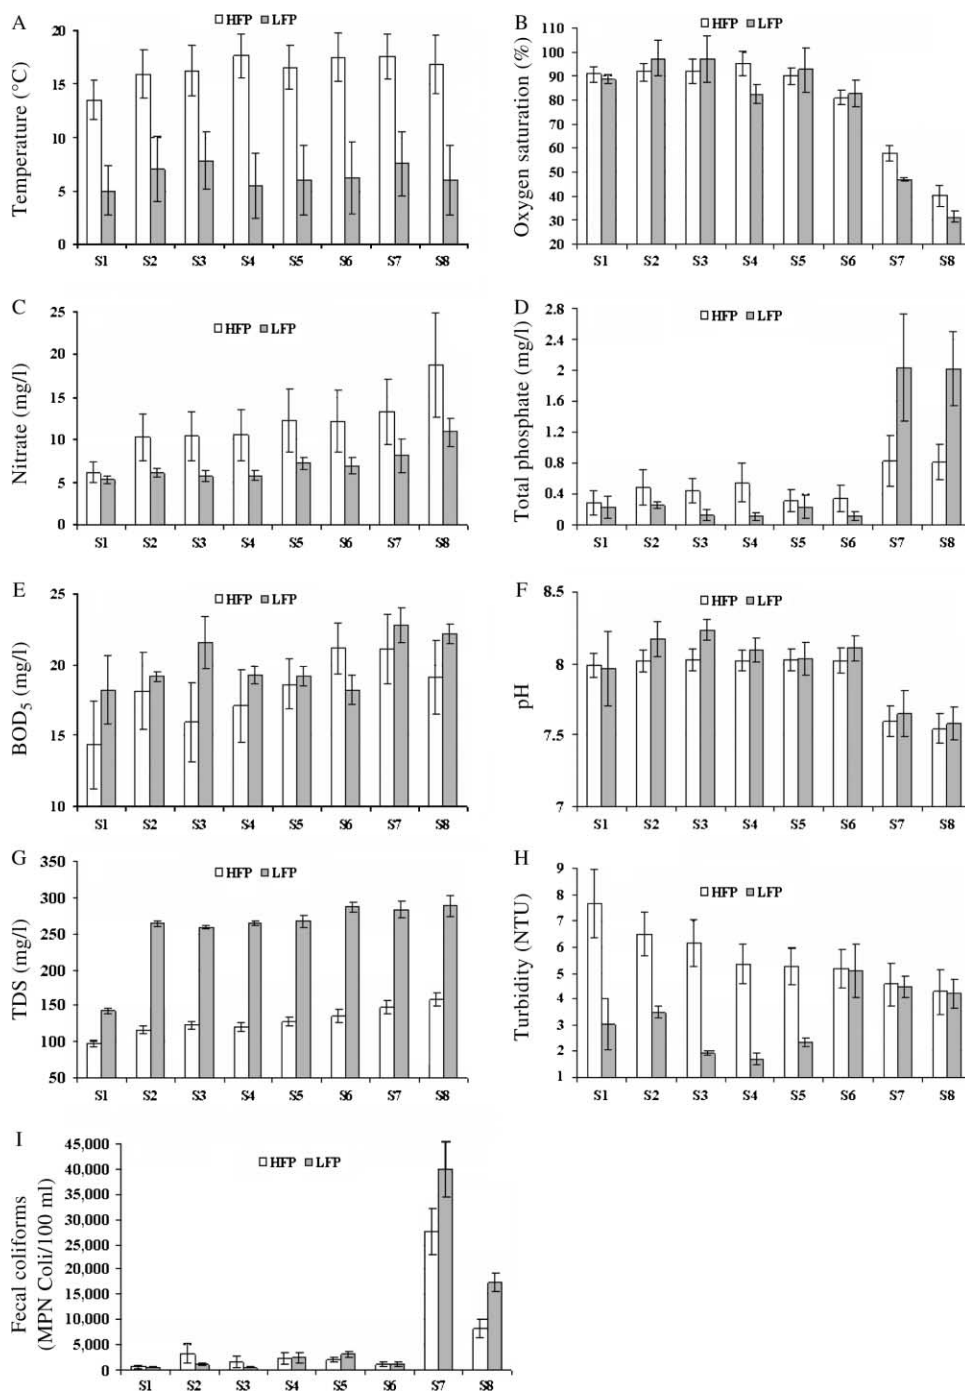 A
HFP LFP
Temperature (°C)
20
15
10
5
0
S1 S2 S3 S4 S5 S6 S7 S8
B
HFP LFP
Oxygen saturation (%)
110
100
90
80
70
60
50
40
30
20
S1 S2 S3 S4 S5 S6 S7 S8
C
HFP LFP
Nitrate (mg/l)
25
20
15
10
5
0
S1 S2 S3 S4 S5 S6 S7 S8
D
HFP LFP
Total phosphate (mg/l)
2.8
2.4
2
1.6
1.2
0.8
0.4
0
S1 S2 S3 S4 S5 S6 S7 S8
E
HFP LFP
BOD5 (mg/l)
25
20
15
10
S1 S2 S3 S4 S5 S6 S7 S8
F
HFP LFP
pH
8.5
8
7.5
7
S1 S2 S3 S4 S5 S6 S7 S8
G
HFP LFP
TDS (mg/l)
350
300
250
200
150
100
50
S1 S2 S3 S4 S5 S6 S7 S8
H
HFP LFP
Turbidity (NTU)
9
8
7
6
5
4
3
2
1
S1 S2 S3 S4 S5 S6 S7 S8
I
HFP LFP
Fecal coliforms
(MPN Coli/100 ml)
45,000
40,000
35,000
30,000
25,000
20,000
15,000
10,000
5,000
0
S1 S2 S3 S4 S5 S6 S7 S8